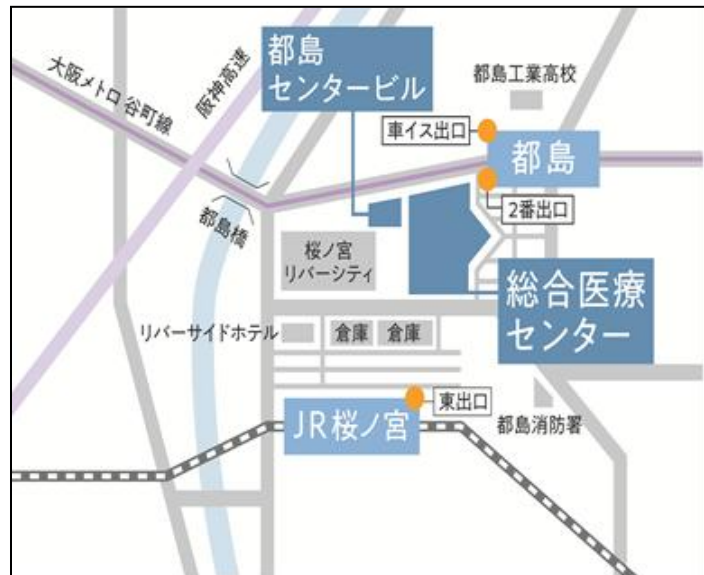 都島
センタービル
都島工業高校
大阪メトロ 谷町線
阪神高速
車イス出口
都島
2番出口
都島橋
桜ノ宮
リバーシティ
総合医療
センター
リバーサイドホテル
倉庫
倉庫
東出口
JR桜ノ宮
都島消防署